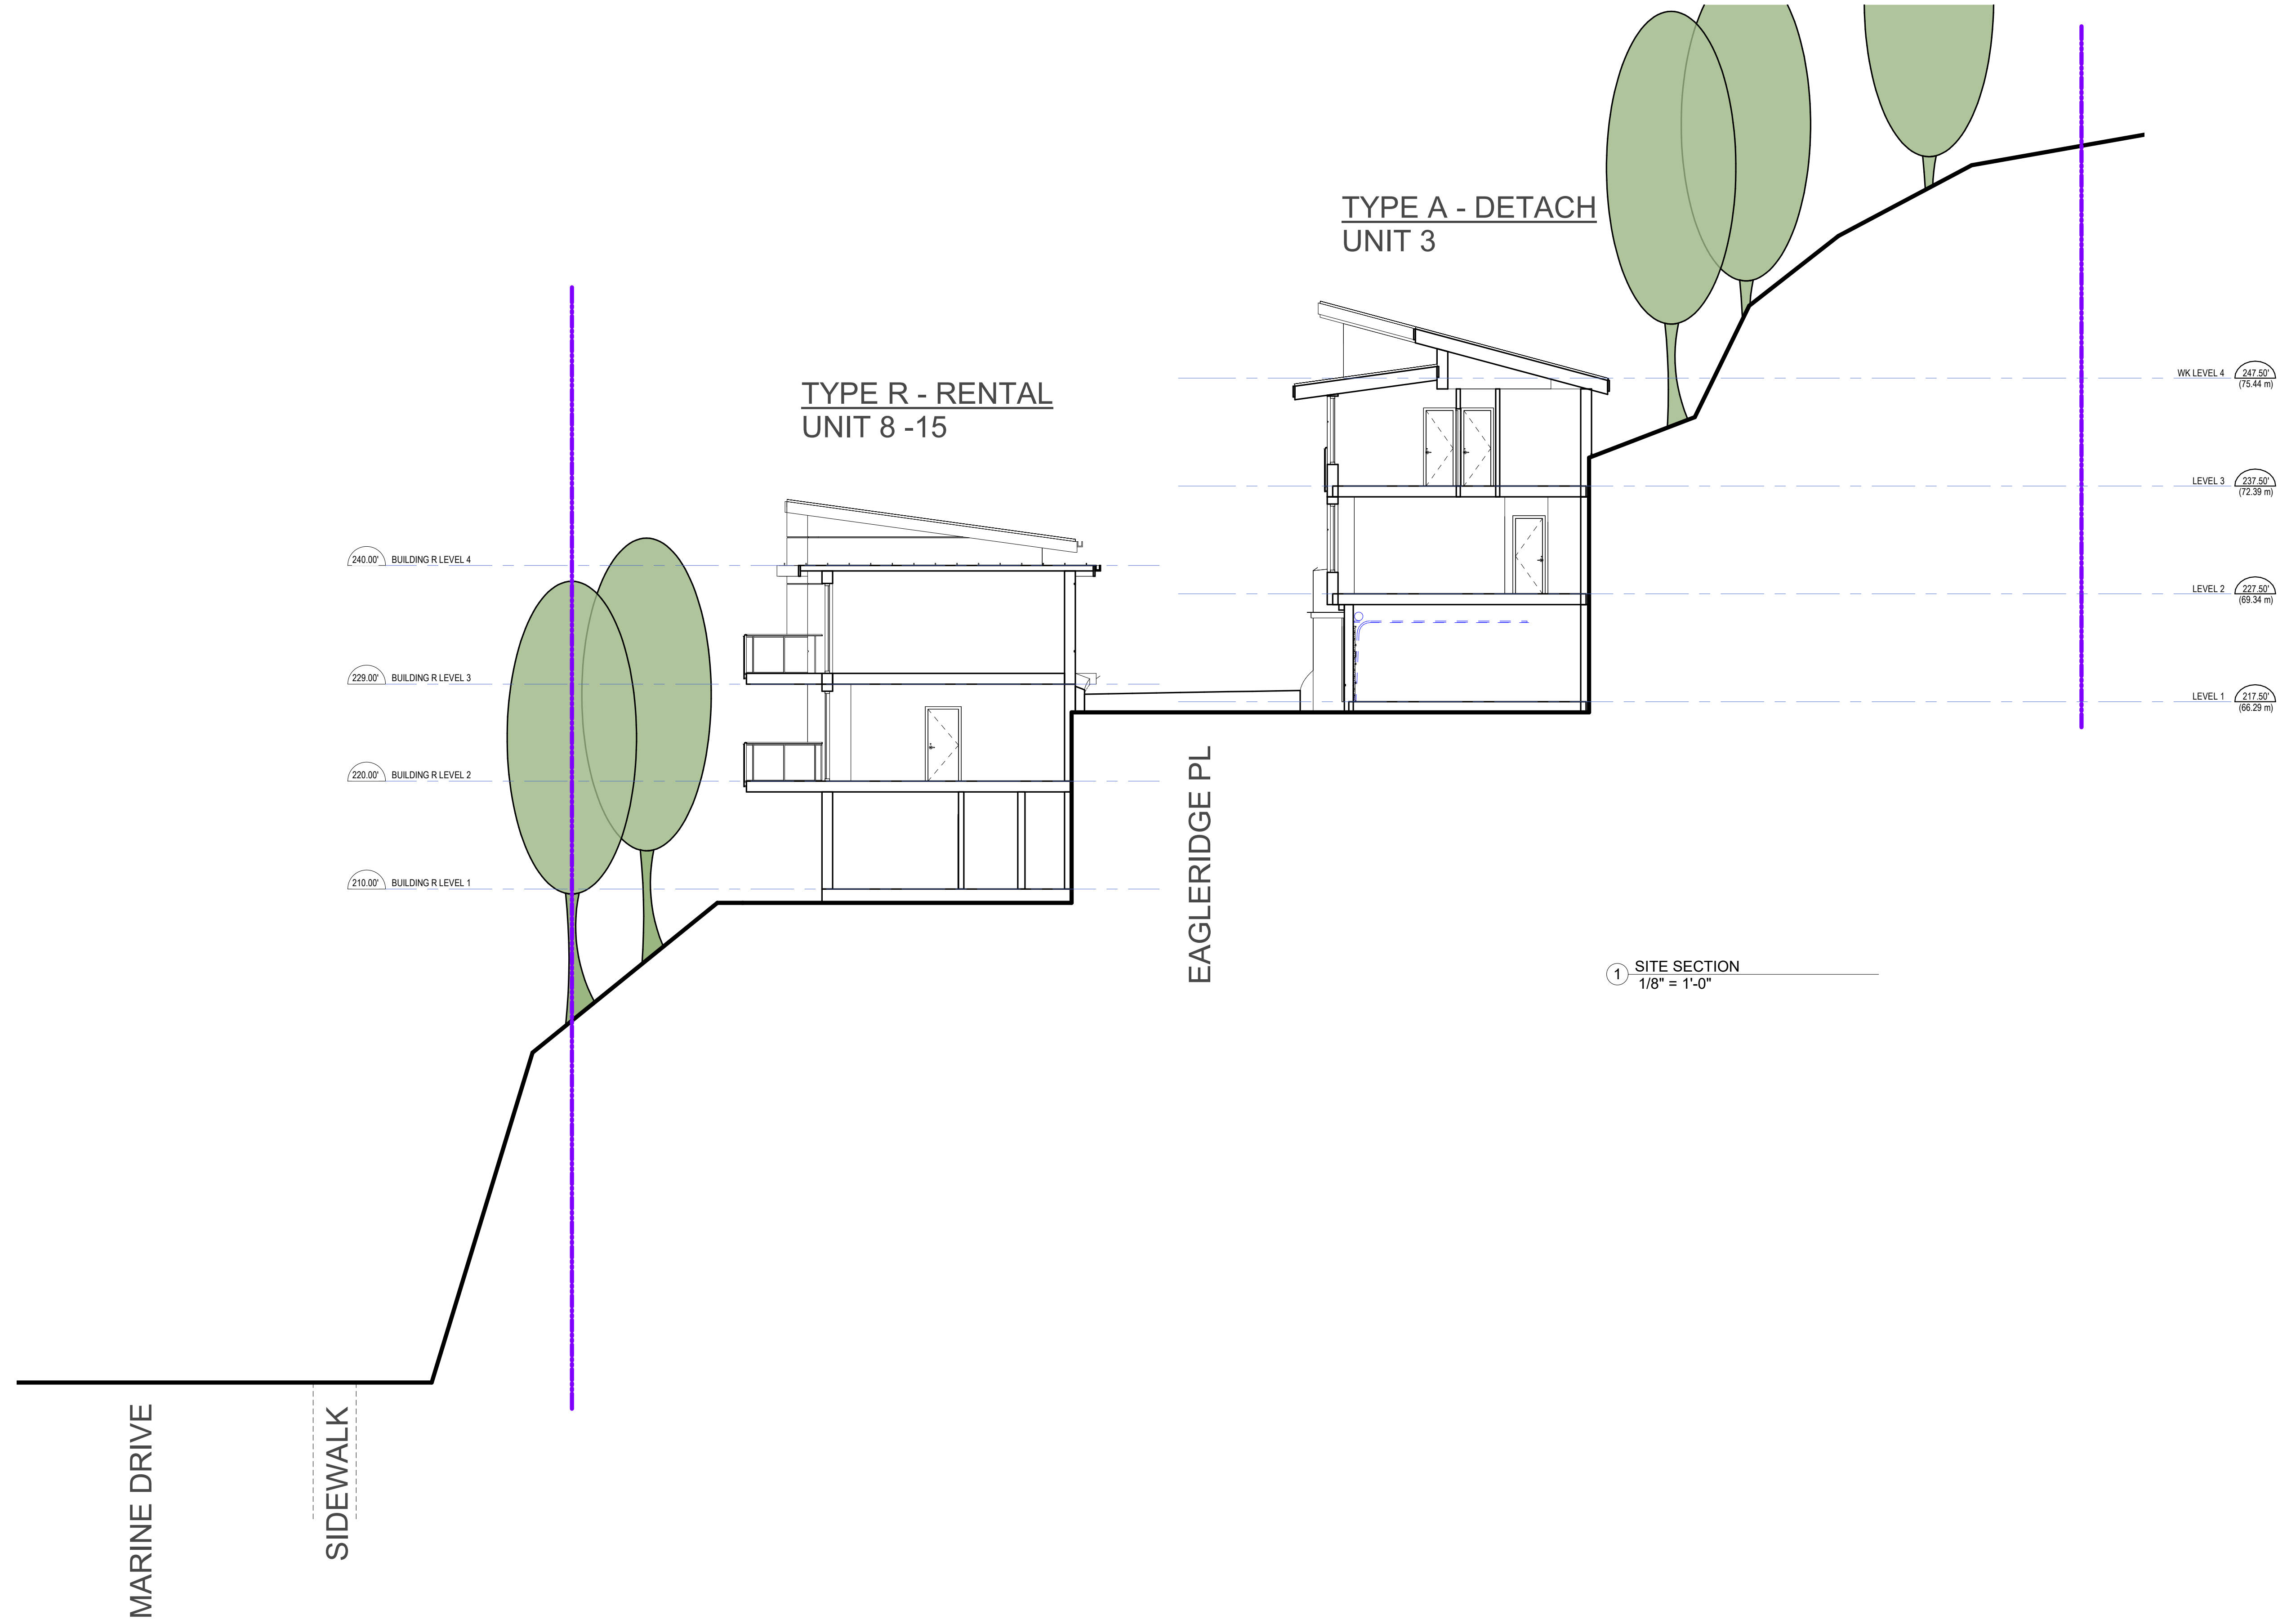 TYPE A - DETACH
UNIT 3
TYPE R - RENTAL
UNIT 8 -15
WK LEVEL 4 247.50'
(75.44 m)
LEVEL 3 237.50'
(72.39 m)
240.00' BUILDING R LEVEL 4
LEVEL 2 227.50'
(69.34 m)
229.00' BUILDING R LEVEL 3
LEVEL 1 217.50'
(66.29 m)
220.00' BUILDING R LEVEL 2
EAGLERIDGE PL
210.00' BUILDING R LEVEL 1
1 SITE SECTION
1/8" = 1'-0"
MARINE DRIVE
SIDEWALK